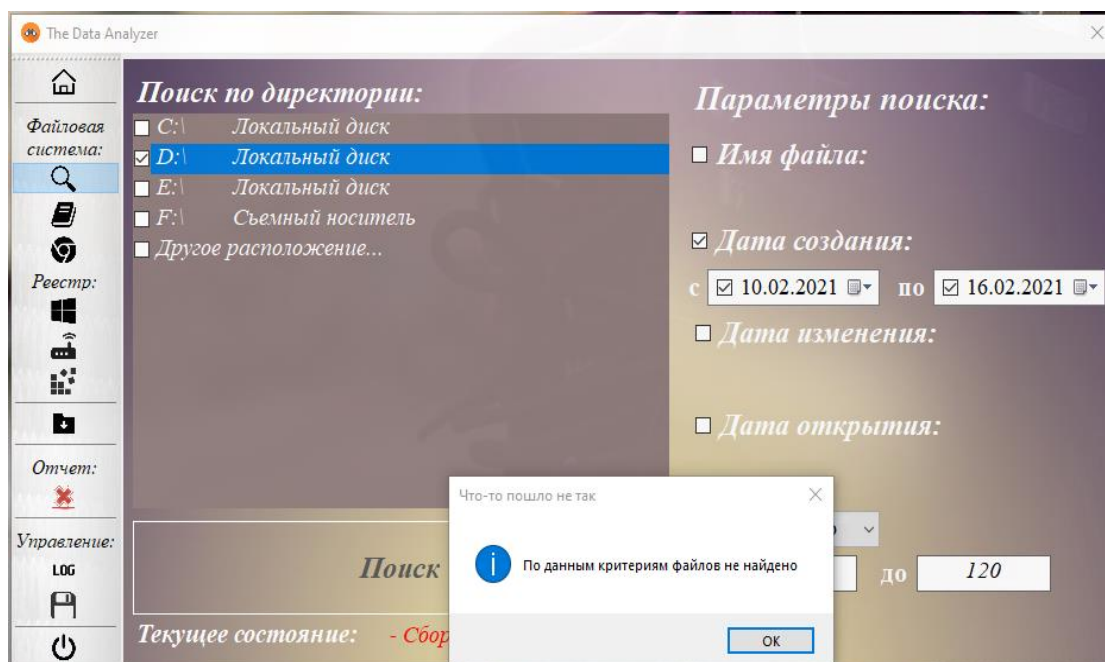 The Data Analyzer
Файловая
система:
Реестр:
Отчет:
Управление:
LOG
Поиск по директории:
C:\ Локальный диск
D:\ Локальный диск
E:\ Локальный диск
F:\ Съемный носитель
Другое расположение...
Поиск
Текущее состояние: - Сбор
Параметры поиска:
Имя файла:
Дата создания:
с 10.02.2021 по 16.02.2021
Дата изменения:
Дата открытия:
до 120
Что-то пошло не так
По данным критериям файлов не найдено
OK